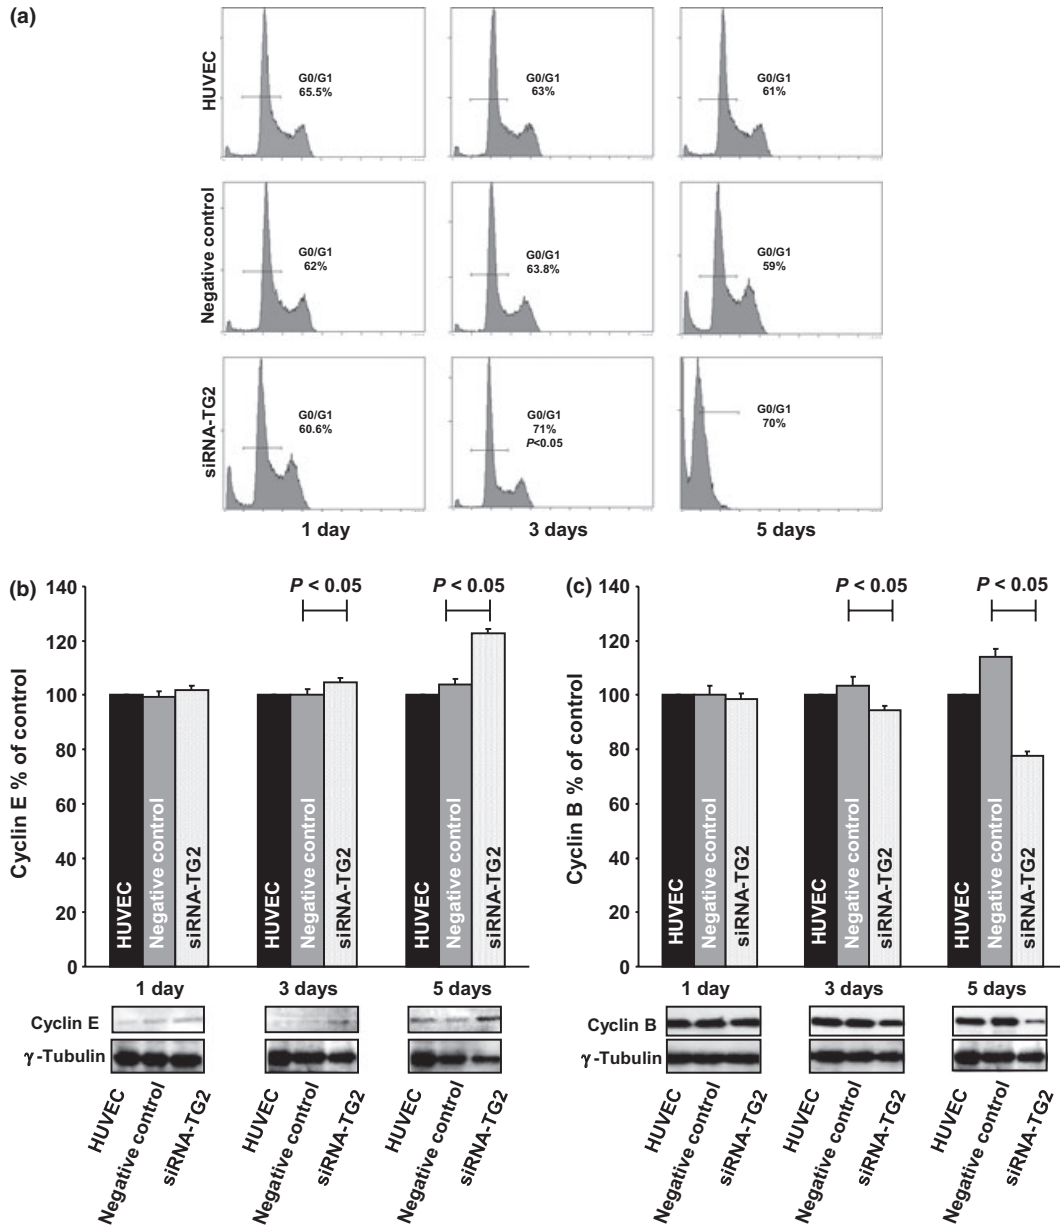 (a)
HUVEC
G0/G1
65.5%
G0/G1
63%
G0/G1
61%
Negative control
G0/G1
62%
G0/G1
63.8%
G0/G1
59%
siRNA-TG2
G0/G1
60.6%
G0/G1
71%
P<0.05
G0/G1
70%
1 day
3 days
5 days
(b)
Cyclin E % of control
140
120
100
80
60
40
20
0
P < 0.05
P < 0.05
HUVEC
Negative control
siRNA-TG2
HUVEC
Negative control
siRNA-TG2
HUVEC
Negative control
siRNA-TG2
1 day
3 days
5 days
Cyclin E
γ-Tubulin
HUVEC
Negative control
siRNA-TG2
HUVEC
Negative control
siRNA-TG2
HUVEC
Negative control
siRNA-TG2
(c)
Cyclin B % of control
140
120
100
80
60
40
20
0
P < 0.05
P < 0.05
HUVEC
Negative control
siRNA-TG2
HUVEC
Negative control
siRNA-TG2
HUVEC
Negative control
siRNA-TG2
1 day
3 days
5 days
Cyclin B
γ-Tubulin
HUVEC
Negative control
siRNA-TG2
HUVEC
Negative control
siRNA-TG2
HUVEC
Negative control
siRNA-TG2